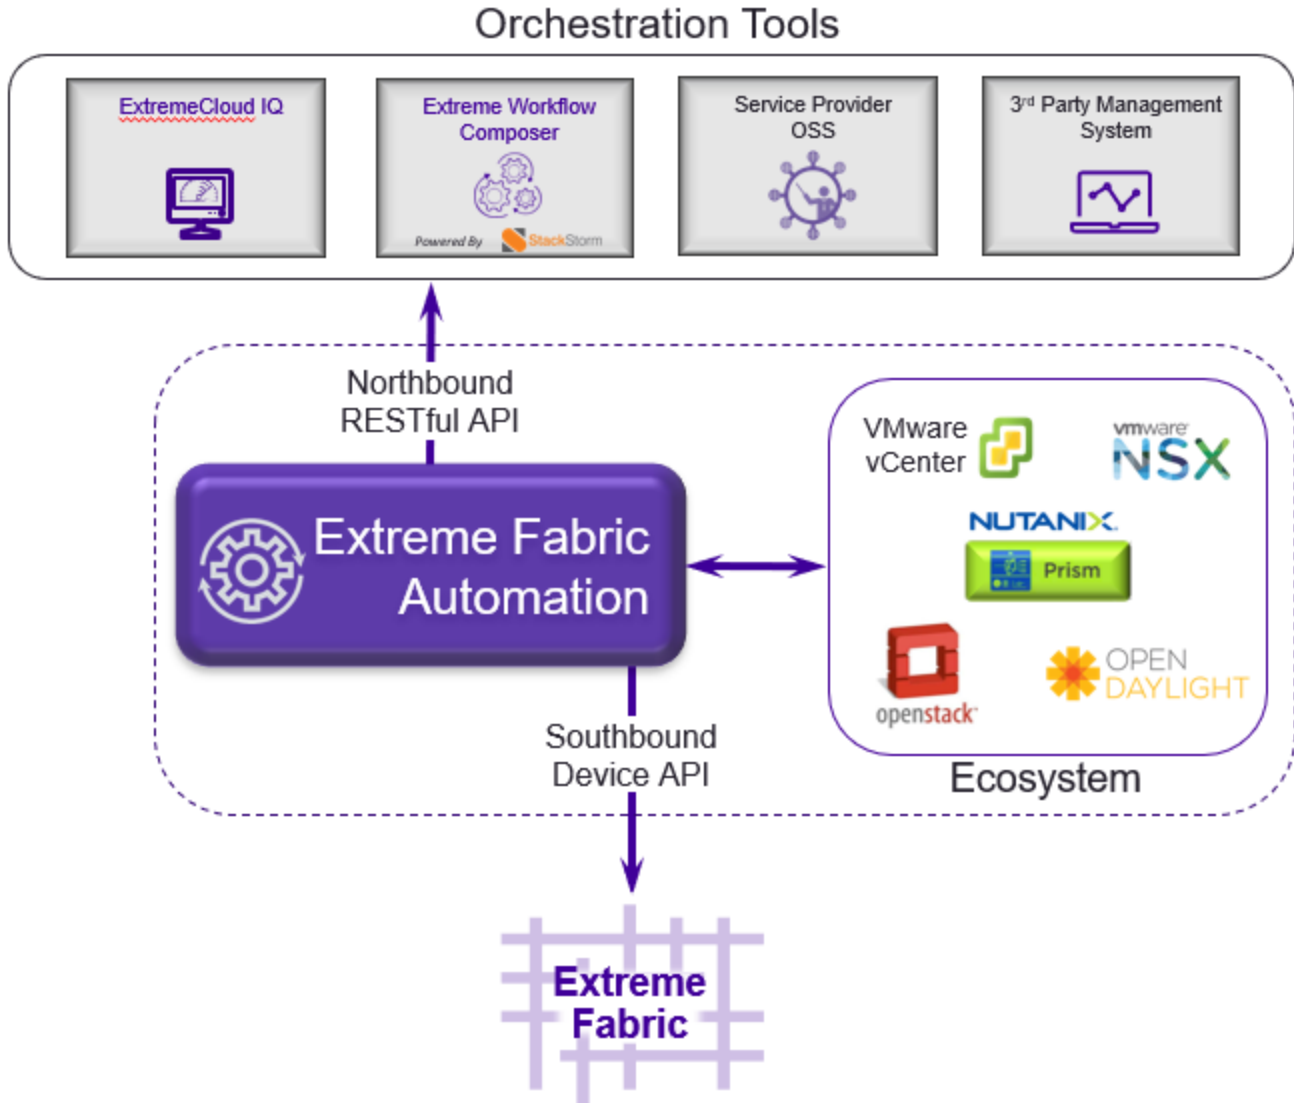 Orchestration Tools
ExtremeCloud IQ
Extreme Workflow
Composer
Powered By StackStorm
Service Provider
OSS
3rd Party Management
System
Northbound
RESTful API
Extreme Fabric
Automation
VMware
vCenter
vmware
NSX
NUTANIX
Prism
openstack
OPEN
DAYLIGHT
Ecosystem
Southbound
Device API
Extreme
Fabric